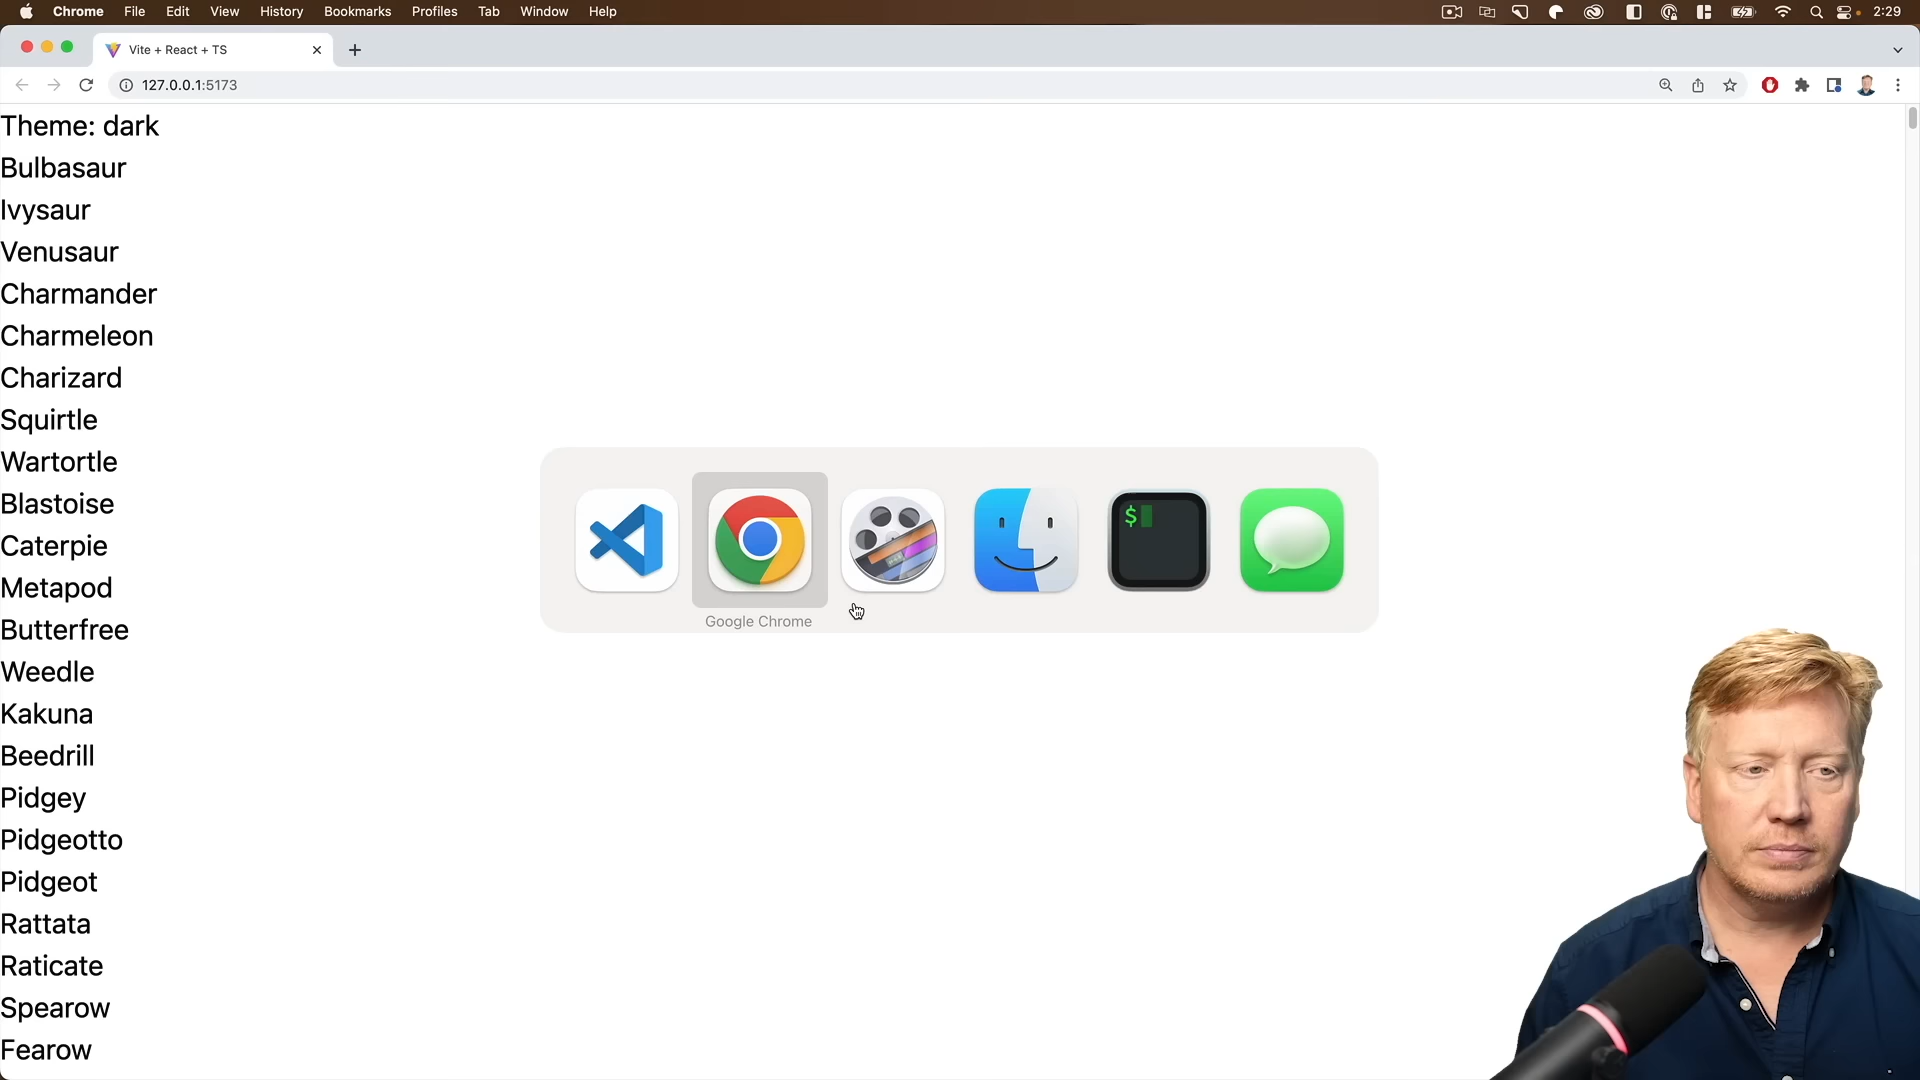 Chrome File Edit View History Bookmarks Profiles Tab Window Help 2:29
Vite + React + TS
127.0.0.1:5173
Theme: dark
Bulbasaur
Ivysaur
Venusaur
Charmander
Charmeleon
Charizard
Squirtle
Wartortle
Blastoise
Caterpie
Metapod
Butterfree
Weedle
Kakuna
Beedrill
Pidgey
Pidgeotto
Pidgeot
Rattata
Raticate
Spearow
Fearow
$
Google Chrome